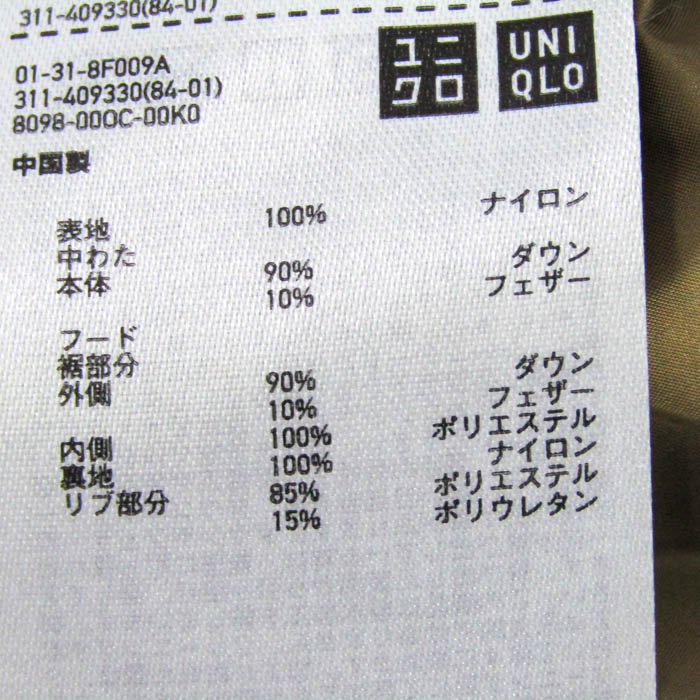 311-409330(84-01)
ユニ
クロ
UNI
QLO
01-31-8F009A
311-409330(84-01)
8098-000C-00K0
中国製
表地 100% ナイロン
中わた
本体 90% ダウン
10% フェザー
フード
裾部分
外側 90% ダウン
10% フェザー
内側 100% ポリエステル
裏地 100% ナイロン
リブ部分 85% ポリエステル
15% ポリウレタン